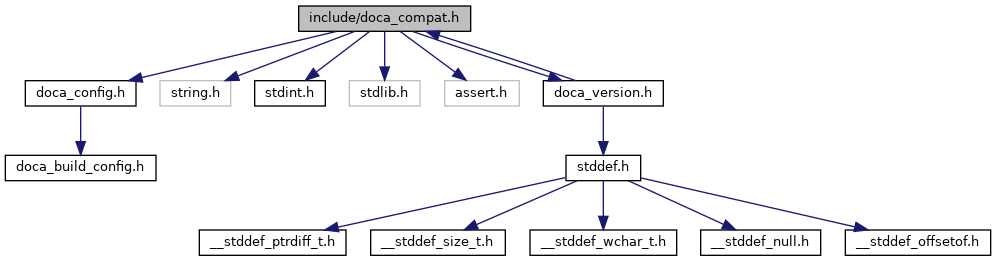 include/doca_compat.h
doca_config.h
string.h
stdint.h
stdlib.h
assert.h
doca_version.h
doca_build_config.h
stddef.h
__stddef_ptrdiff_t.h
__stddef_size_t.h
__stddef_wchar_t.h
__stddef_null.h
__stddef_offsetof.h